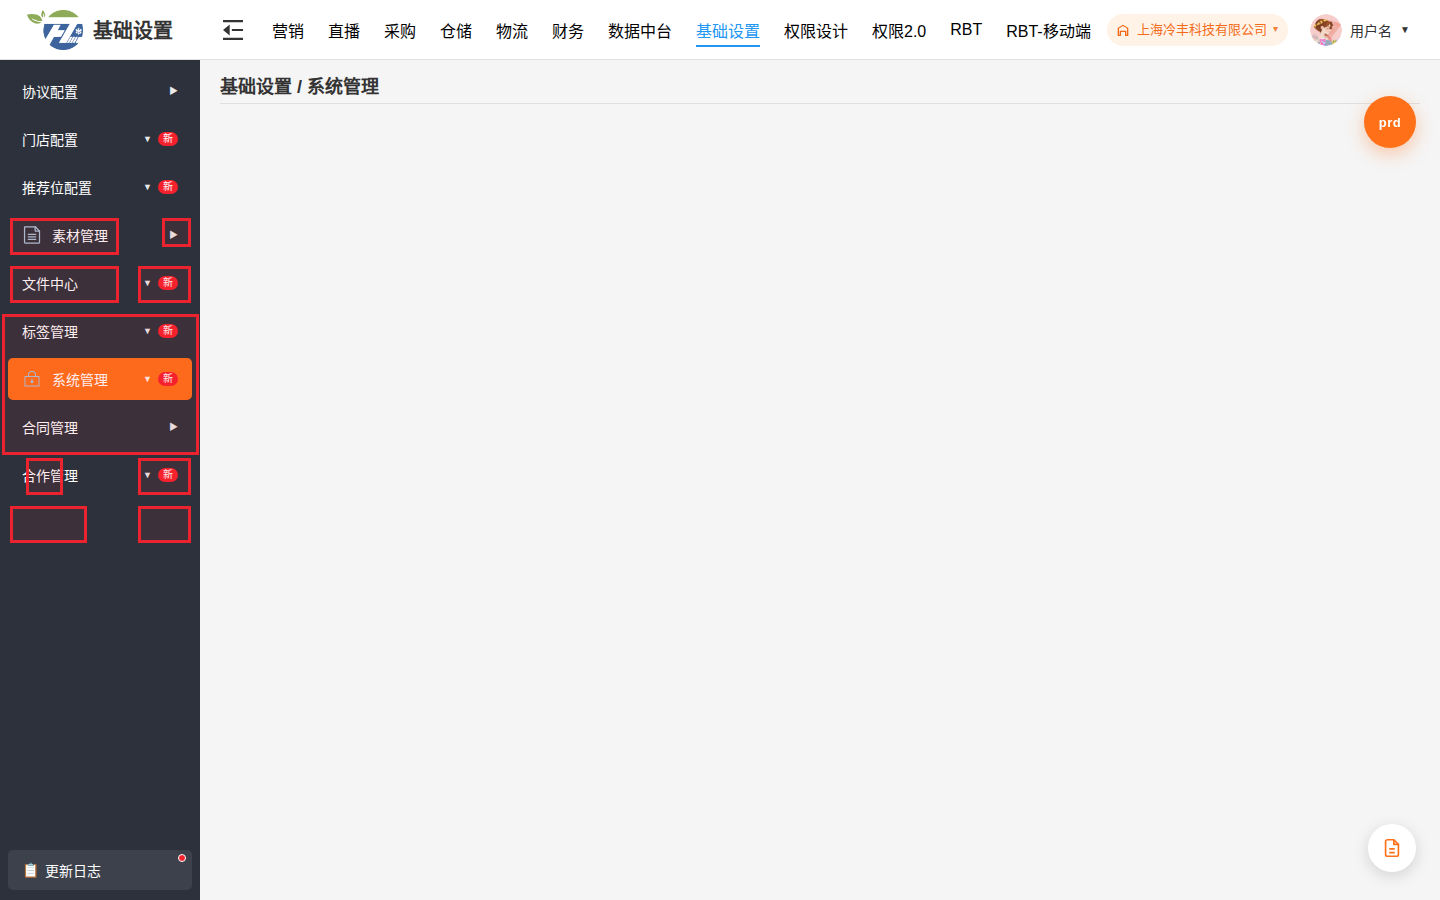 基础设置
营销 直播 采购 仓储 物流 财务 数据中台 基础设置 权限设计 权限2.0 RBT RBT-移动端
上海冷丰科技有限公司
用户名
基础设置 / 系统管理
prd
协议配置
门店配置 新
推荐位配置 新
素材管理
文件中心 新
标签管理 新
系统管理 新
合同管理
合作管理 新
更新日志